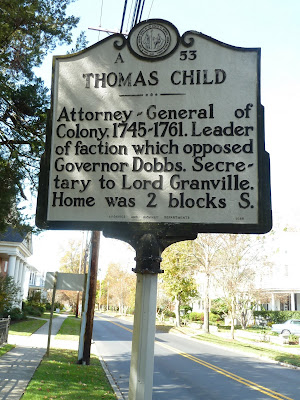 A 53
THOMAS CHILD
Attorney-General of
Colony, 1745-1761. Leader
of faction which opposed
Governor Dobbs. Secre-
tary to Lord Granville.
Home was 2 blocks S.